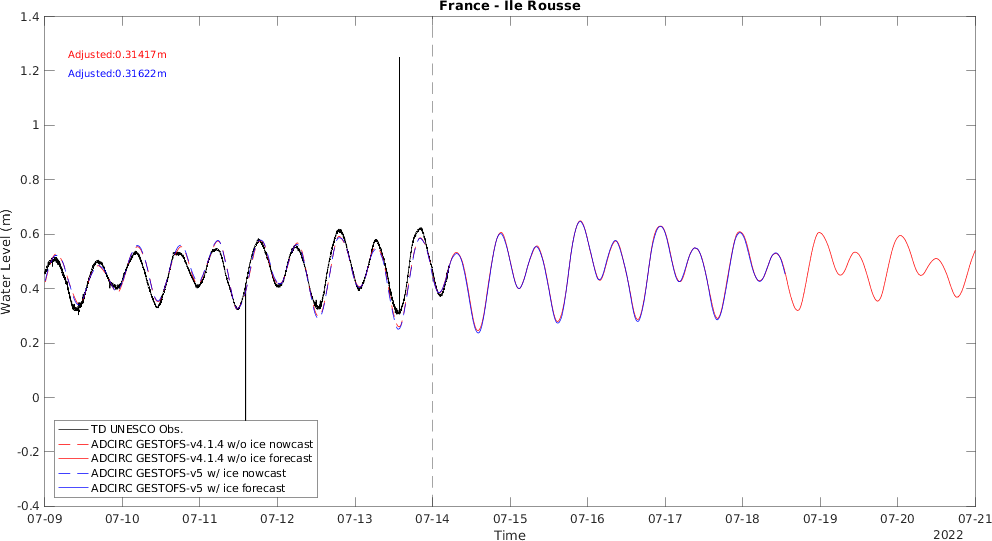 France - Ile Rousse
Adjusted:0.31417m
Adjusted:0.31622m
1.4
1.2
1
0.8
0.6
0.4
0.2
0
-0.2
-0.4
Water Level (m)
TD UNESCO Obs.
ADCIRC GESTOFS-v4.1.4 w/o ice nowcast
ADCIRC GESTOFS-v4.1.4 w/o ice forecast
ADCIRC GESTOFS-v5 w/ ice nowcast
ADCIRC GESTOFS-v5 w/ ice forecast
07-09 07-10 07-11 07-12 07-13 07-14 07-15 07-16 07-17 07-18 07-19 07-20 07-21
Time
2022